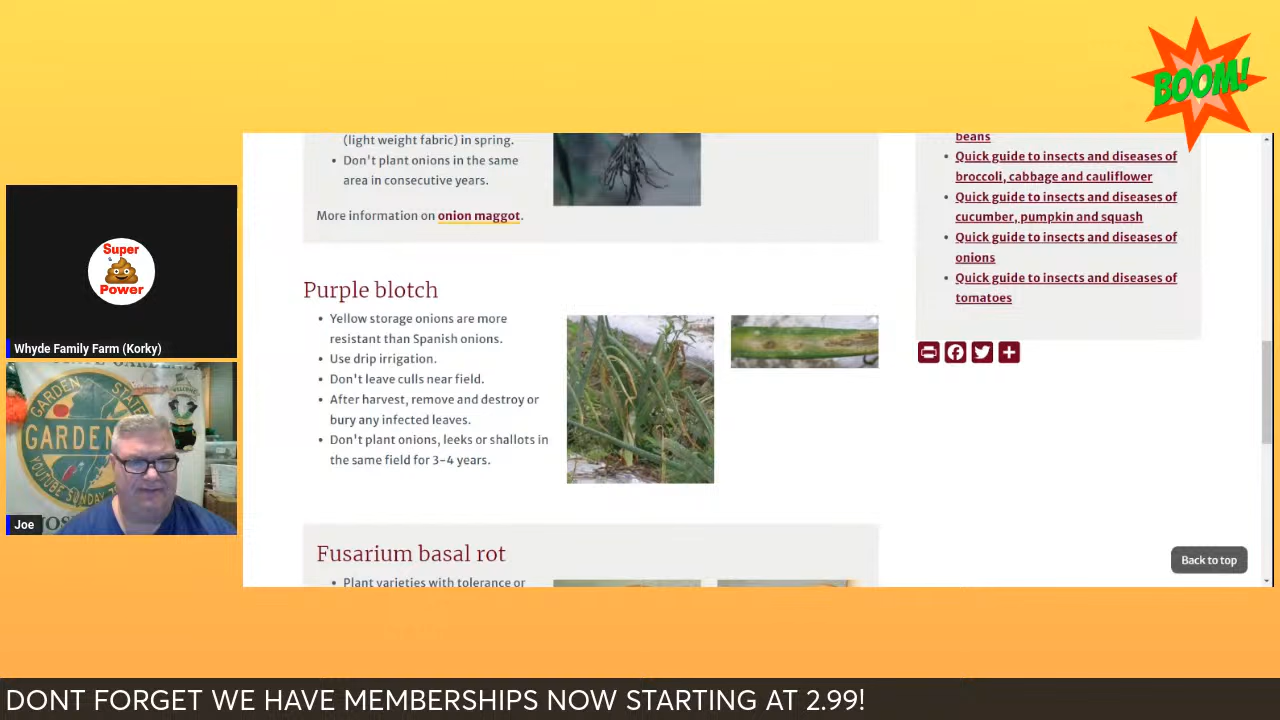 BOOM!
Super
Power
Whyde Family Farm (Korky)
GARDEN STATE
GARDEN
YOUTUBE SUNDAY
Joe
(light weight fabric) in spring.
• Don't plant onions in the same
area in consecutive years.
More information on onion maggot.
Purple blotch
• Yellow storage onions are more
resistant than Spanish onions.
• Use drip irrigation.
• Don't leave culls near field.
• After harvest, remove and destroy or
bury any infected leaves.
• Don't plant onions, leeks or shallots in
the same field for 3-4 years.
Fusarium basal rot
• Plant varieties with tolerance or
beans
• Quick guide to insects and diseases of
broccoli, cabbage and cauliflower
• Quick guide to insects and diseases of
cucumber, pumpkin and squash
• Quick guide to insects and diseases of
onions
• Quick guide to insects and diseases of
tomatoes
Back to top
DONT FORGET WE HAVE MEMBERSHIPS NOW STARTING AT 2.99!